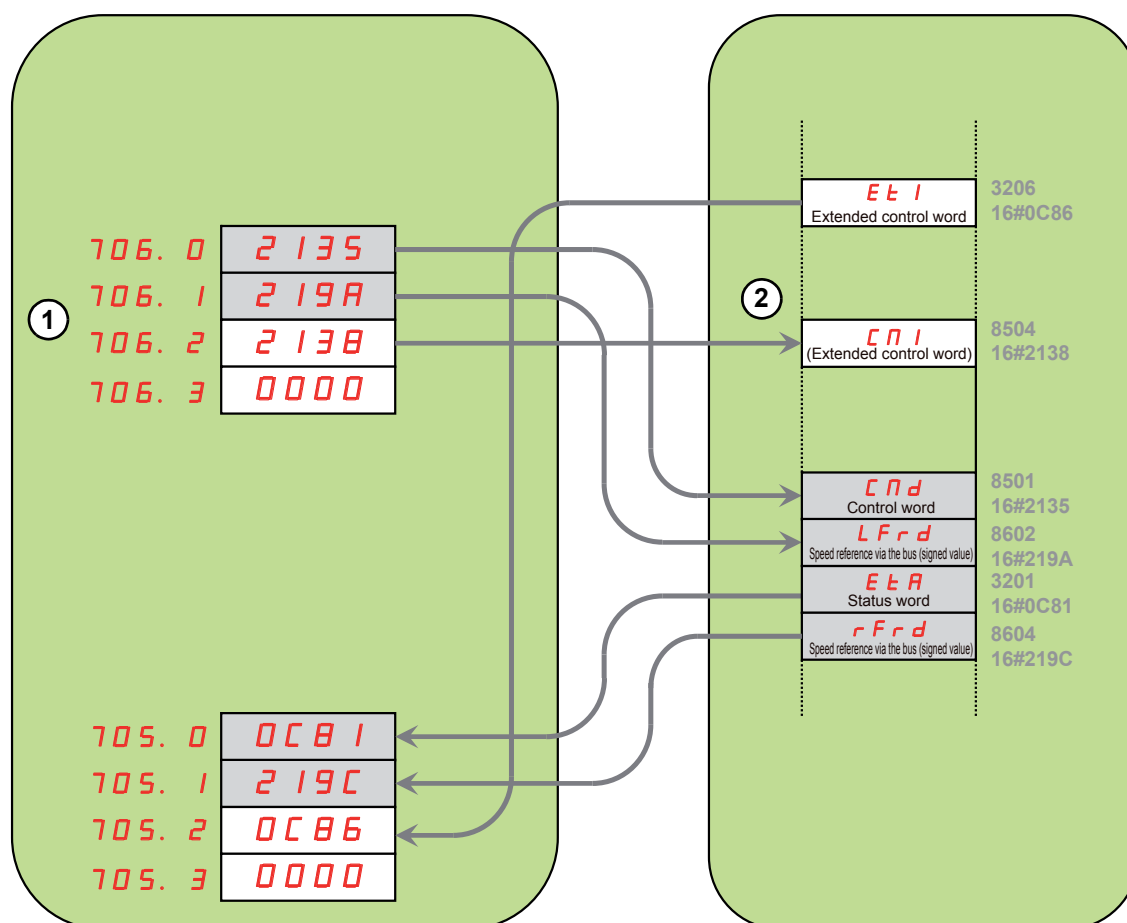 1
706. 0 2135
706. 1 219A
706. 2 2138
706. 3 0000
705. 0 0C81
705. 1 219C
705. 2 0C86
705. 3 0000
2
EtI
Extended control word
3206
16#0C86
CMI
(Extended control word)
8504
16#2138
CMd
Control word
8501
16#2135
LFrd
Speed reference via the bus (signed value)
8602
16#219A
EtA
Status word
3201
16#0C81
rFrd
Speed reference via the bus (signed value)
8604
16#219C